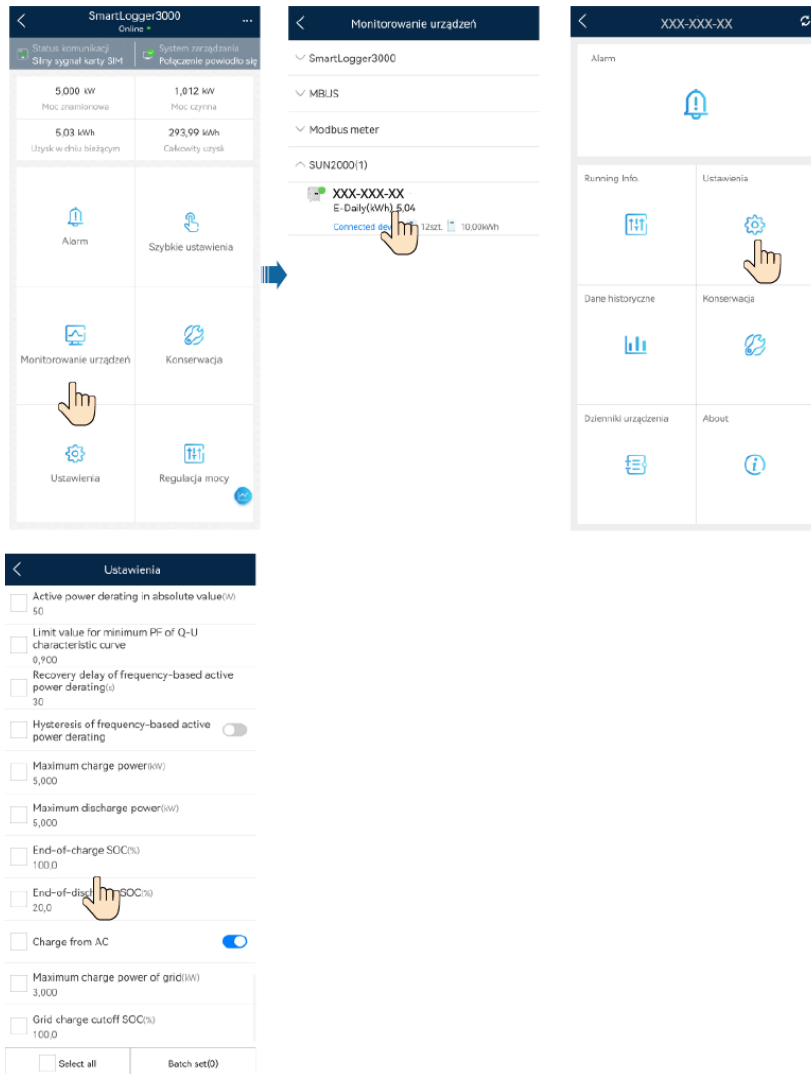 SmartLogger3000
Online
Status komunikacji
Silny sygnał karty SIM
System zarządzania
Połączenie powiodło się
5,000 kW
Moc znamionowa
1,012 kW
Moc czynna
5,03 kWh
Uzysk w dniu bieżącym
293,99 kWh
Całkowity uzysk
Alarm
Szybkie ustawienia
Monitorowanie urządzeń
Konserwacja
Ustawienia
Regulacja mocy
Monitorowanie urządzeń
SmartLogger3000
MBUS
Modbus meter
SUN2000(1)
XXX-XXX-XX
E-Daily(kWh) 5,04
Connected 12szt. 10,00kWh
XXX-XXX-XX
Alarm
Running Info.
Ustawienia
Dane historyczne
Konserwacja
Dzienniki urządzenia
About
Ustawienia
Active power derating in absolute value(W)
50
Limit value for minimum PF of Q-U
characteristic curve
0,900
Recovery delay of frequency-based active
power derating(s)
30
Hysteresis of frequency-based active
power derating
Maximum charge power(kW)
5,000
Maximum discharge power(kW)
5,000
End-of-charge SOC(%)
100,0
SOC(%)
20,0
Charge from AC
Maximum charge power of grid(kW)
3,000
Grid charge cutoff SOC(%)
100,0
Select all
Batch set(0)